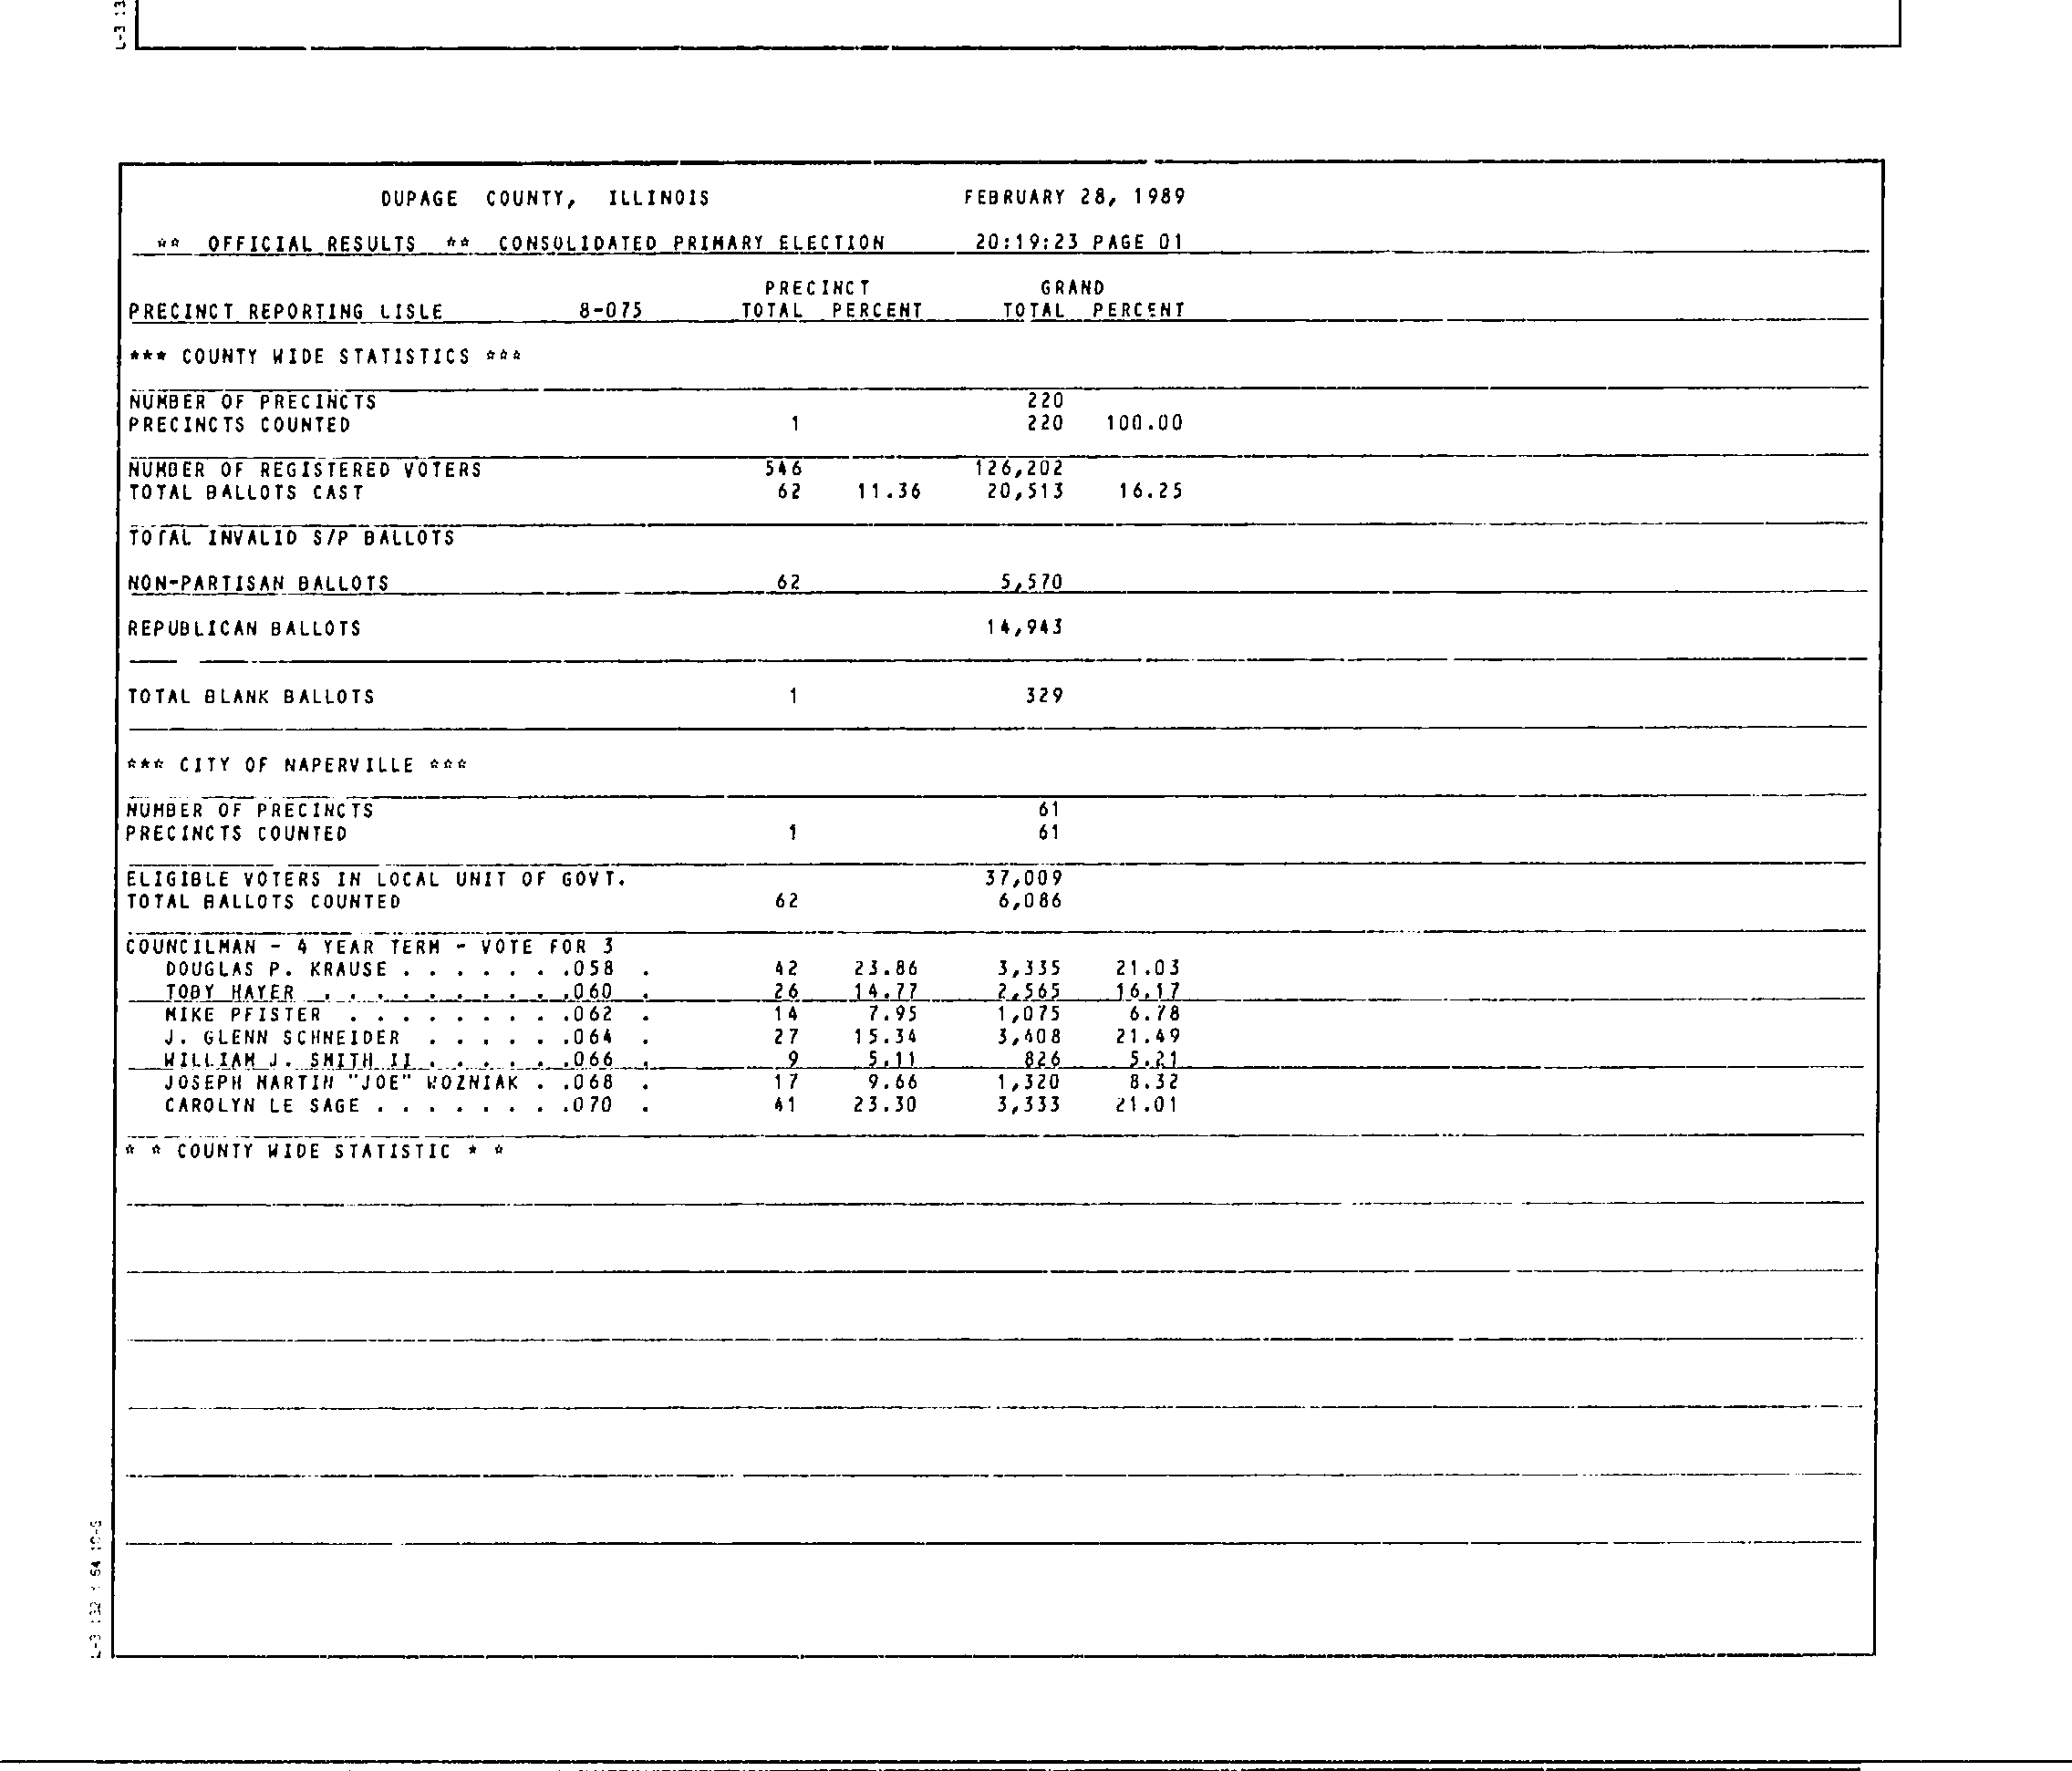 L-3 13
DUPAGE COUNTY, ILLINOIS FEBRUARY 28, 1989
** OFFICIAL RESULTS ** CONSOLIDATED PRIMARY ELECTION 20:19:23 PAGE 01
PRECINCT GRAND
PRECINCT REPORTING LISLE 8-075 TOTAL PERCENT TOTAL PERCENT
*** COUNTY WIDE STATISTICS ***
NUMBER OF PRECINCTS 220
PRECINCTS COUNTED 1 220 100.00
NUMBER OF REGISTERED VOTERS 546 126,202
TOTAL BALLOTS CAST 62 11.36 20,513 16.25
TOTAL INVALID S/P BALLOTS
NON-PARTISAN BALLOTS 62 5,570
REPUBLICAN BALLOTS 14,943
TOTAL BLANK BALLOTS 1 329
*** CITY OF NAPERVILLE ***
NUMBER OF PRECINCTS 61
PRECINCTS COUNTED 1 61
ELIGIBLE VOTERS IN LOCAL UNIT OF GOVT. 37,009
TOTAL BALLOTS COUNTED 62 6,086
COUNCILMAN - 4 YEAR TERM - VOTE FOR 3
DOUGLAS P. KRAUSE . . . . . . .058 . 42 23.86 3,335 21.03
TOBY HAYER . . . . . . . . . .060 . 26 14.77 2,565 16.17
MIKE PFISTER . . . . . . . . .062 . 14 7.95 1,075 6.78
J. GLENN SCHNEIDER . . . . . .064 . 27 15.34 3,408 21.49
WILLIAM J. SMITH II . . . . . .066 . 9 5.11 826 5.21
JOSEPH MARTIN "JOE" WOZNIAK . .068 . 17 9.66 1,320 8.32
CAROLYN LE SAGE . . . . . . . .070 . 41 23.30 3,333 21.01
* * COUNTY WIDE STATISTIC * *